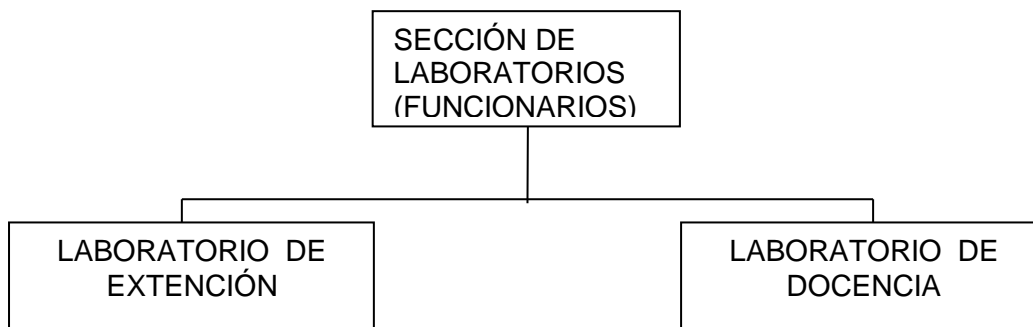 SECCIÓN DE
LABORATORIOS
(FUNCIONARIOS)
LABORATORIO DE
EXTENCIÓN
LABORATORIO DE
DOCENCIA